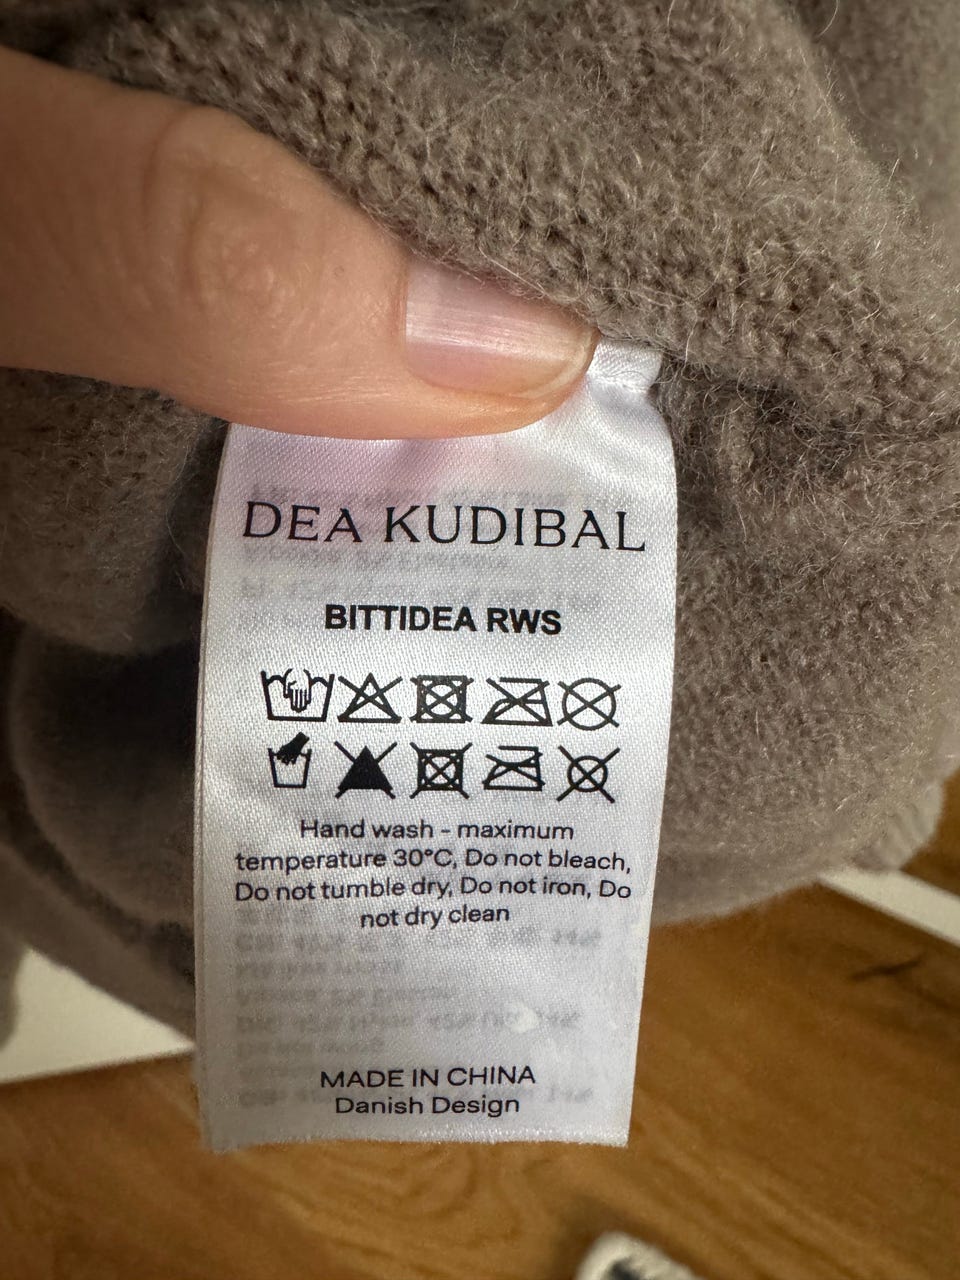 DEA KUDIBAL
BITTIDEA RWS
Hand wash - maximum
temperature 30°C, Do not bleach,
Do not tumble dry, Do not iron, Do
not dry clean
MADE IN CHINA
Danish Design